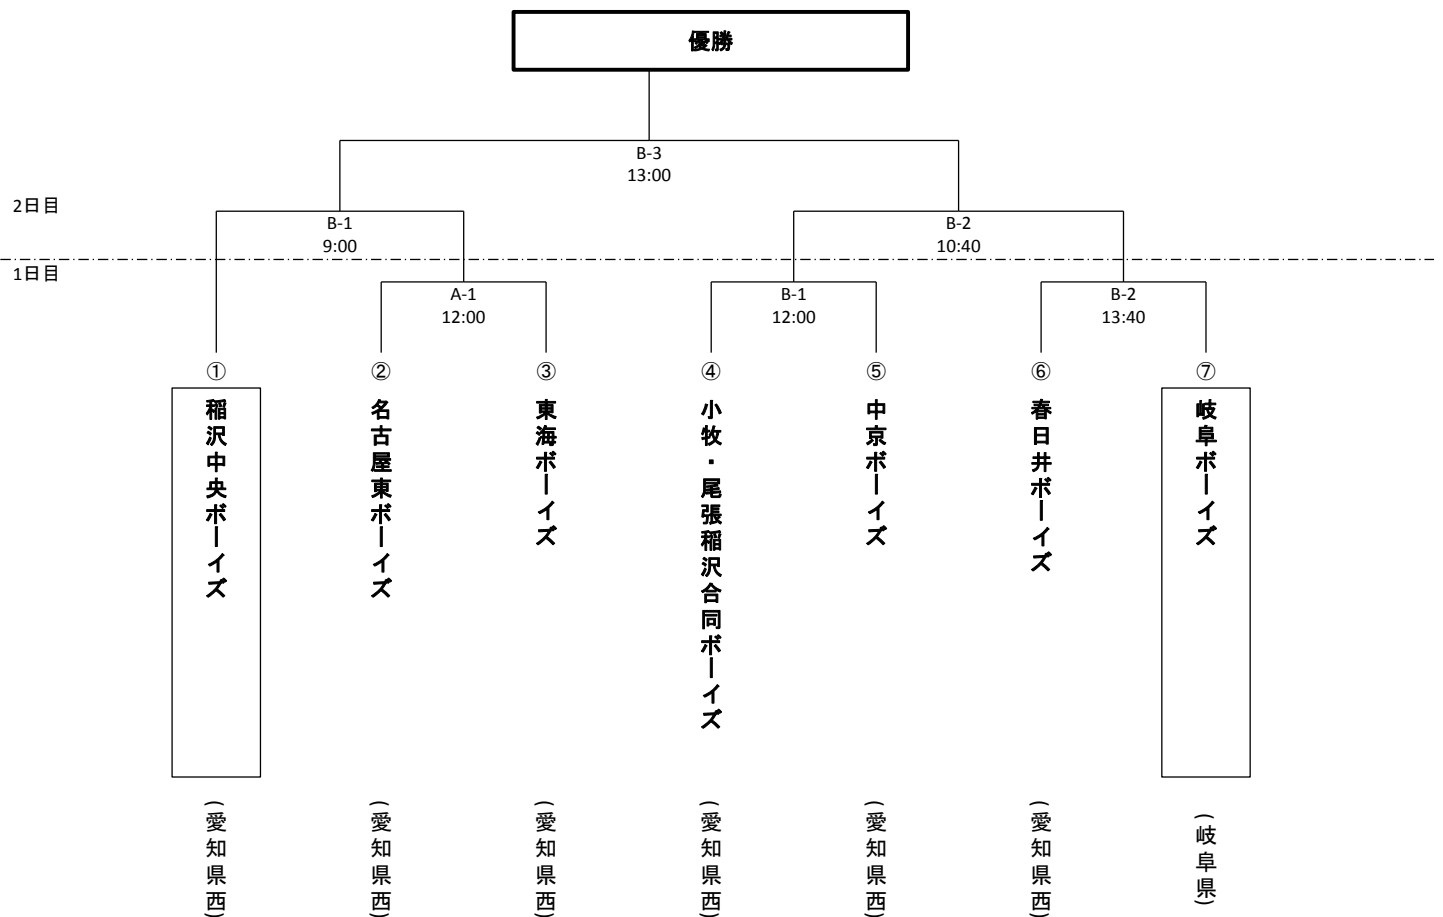 優勝
B-3
13:00
2日目
B-1
9:00
B-2
10:40
1日目
A-1
12:00
B-1
12:00
B-2
13:40
①
稲沢中央ボーイズ
(愛知県西)
②
名古屋東ボーイズ
(愛知県西)
③
東海ボーイズ
(愛知県西)
④
小牧・尾張稲沢合同ボーイズ
(愛知県西)
⑤
中京ボーイズ
(愛知県西)
⑥
春日井ボーイズ
(愛知県西)
⑦
岐阜ボーイズ
(岐阜県)